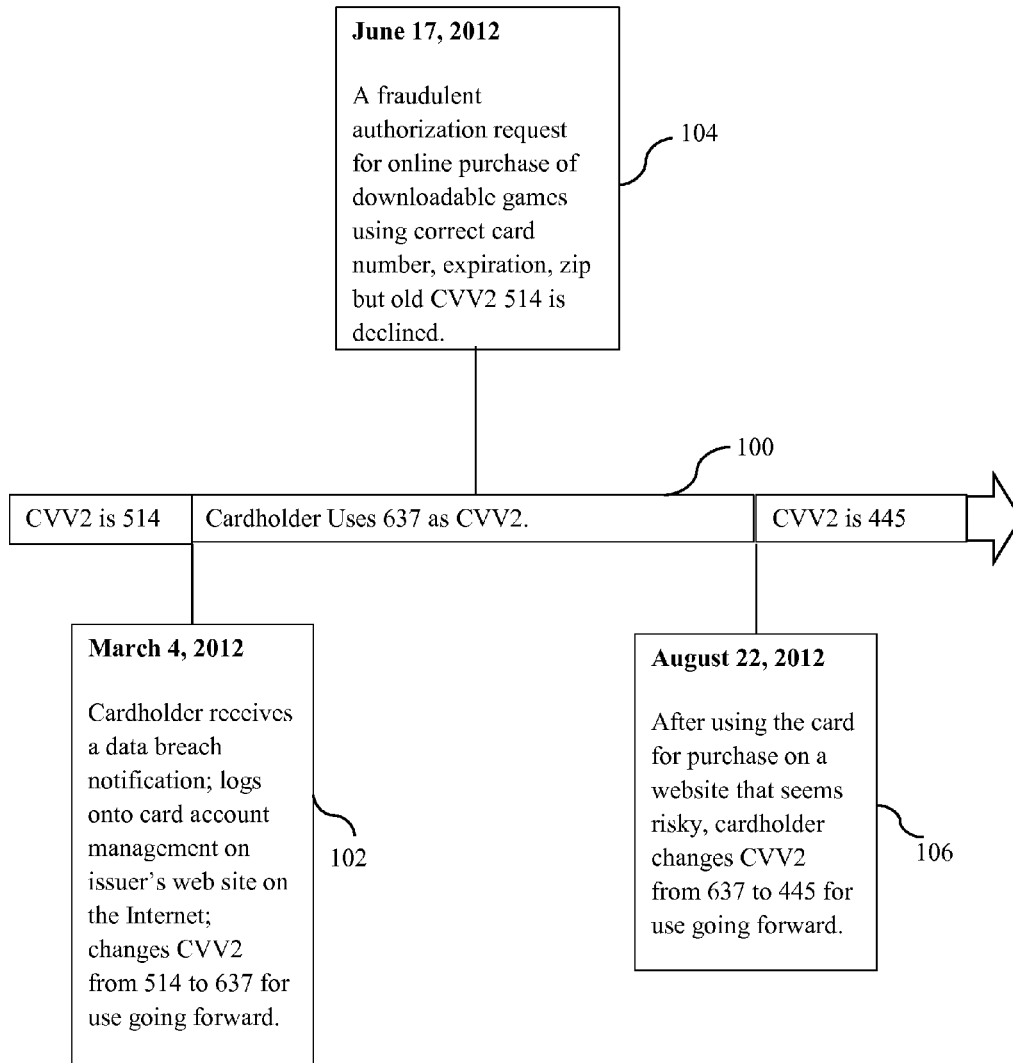 June 17, 2012
A fraudulent
authorization request
for online purchase of
downloadable games
using correct card
number, expiration, zip
but old CVV2 514 is
declined.
104
100
CVV2 is 514
Cardholder Uses 637 as CVV2.
CVV2 is 445
March 4, 2012
Cardholder receives
a data breach
notification; logs
onto card account
management on
issuer's web site on
the Internet;
changes CVV2
from 514 to 637 for
use going forward.
102
August 22, 2012
After using the card
for purchase on a
website that seems
risky, cardholder
changes CVV2
from 637 to 445 for
use going forward.
106